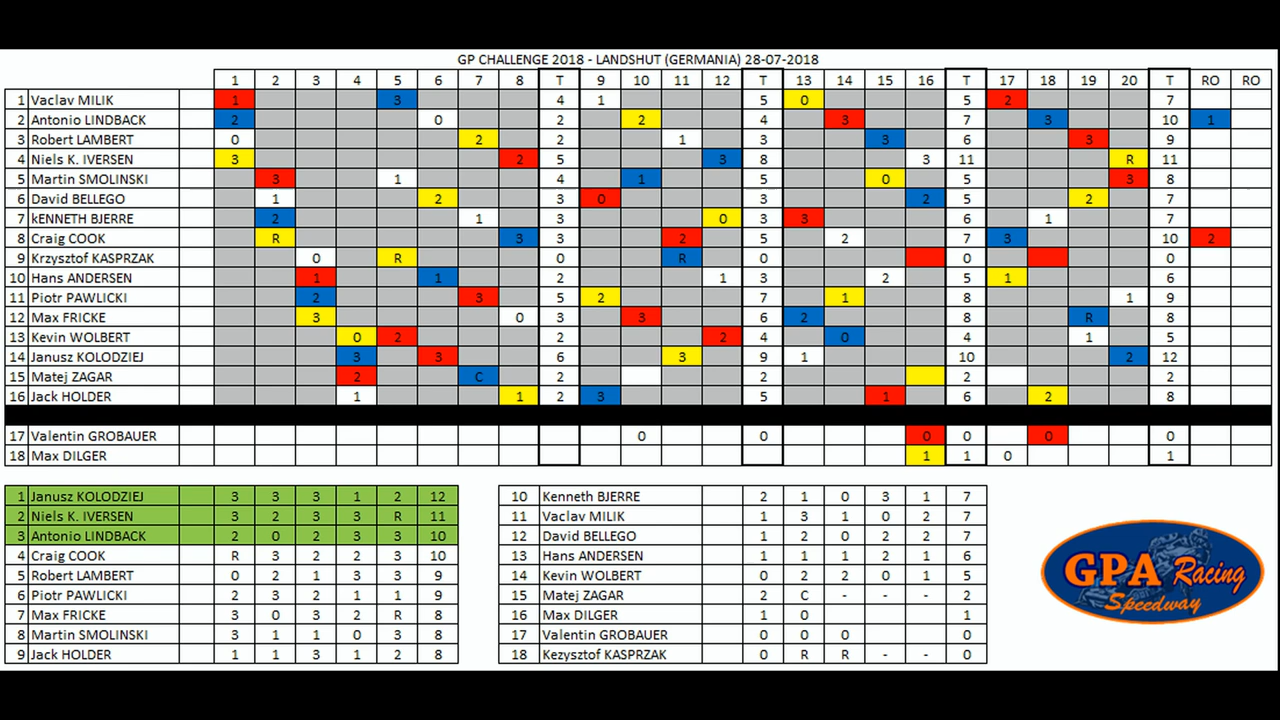 GP CHALLENGE 2018 - LANDSHUT (GERMANIA) 28-07-2018
1 2 3 4 5 6 7 8 T 9 10 11 12 T 13 14 15 16 T 17 18 19 20 T RO RO
1 Vaclav MILIK 1 3 4 1 5 0 5 2 7
2 Antonio LINDBACK 2 0 2 2 4 3 7 3 10 1
3 Robert LAMBERT 0 2 2 1 3 3 6 3 9
4 Niels K. IVERSEN 3 2 5 3 8 3 11 R 11
5 Martin SMOLINSKI 3 1 4 1 5 0 5 3 8
6 David BELLEGO 1 2 3 0 3 2 5 2 7
7 kENNETH BJERRE 2 1 3 0 3 3 6 1 7
8 Craig COOK R 3 3 2 5 2 7 3 10 2
9 Krzysztof KASPRZAK 0 R 0 R 0 0 0
10 Hans ANDERSEN 1 1 2 1 3 2 5 1 6
11 Piotr PAWLICKI 2 3 5 2 7 1 8 1 9
12 Max FRICKE 3 0 3 3 6 2 8 R 8
13 Kevin WOLBERT 0 2 2 2 4 0 4 1 5
14 Janusz KOLODZIEJ 3 3 6 3 9 1 10 2 12
15 Matej ZAGAR 2 C 2 2 2 2
16 Jack HOLDER 1 1 2 3 5 1 6 2 8
17 Valentin GROBAUER 0 0 0 0 0 0
18 Max DILGER 1 1 0 1
1 Janusz KOLODZIEJ 3 3 3 1 2 12
2 Niels K. IVERSEN 3 2 3 3 R 11
3 Antonio LINDBACK 2 0 2 3 3 10
4 Craig COOK R 3 2 2 3 10
5 Robert LAMBERT 0 2 1 3 3 9
6 Piotr PAWLICKI 2 3 2 1 1 9
7 Max FRICKE 3 0 3 2 R 8
8 Martin SMOLINSKI 3 1 1 0 3 8
9 Jack HOLDER 1 1 3 1 2 8
10 Kenneth BJERRE 2 1 0 3 1 7
11 Vaclav MILIK 1 3 1 0 2 7
12 David BELLEGO 1 2 0 2 2 7
13 Hans ANDERSEN 1 1 1 2 1 6
14 Kevin WOLBERT 0 2 2 0 1 5
15 Matej ZAGAR 2 C - - - 2
16 Max DILGER 1 0 1
17 Valentin GROBAUER 0 0 0 0
18 Kezysztof KASPRZAK 0 R R - - 0
GPA Racing
Speedway